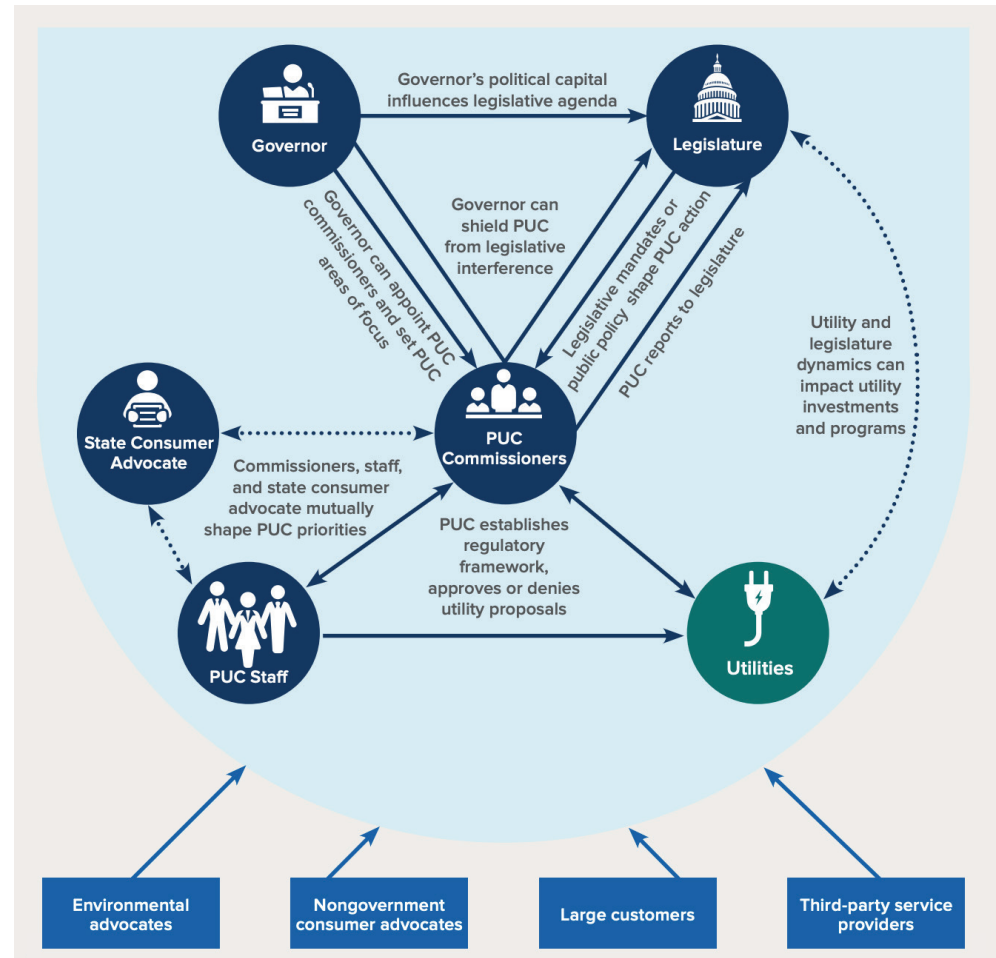 Governor's political capital
influences legislative agenda
Governor
Legislature
Governor can appoint PUC
commissioners and set PUC
areas of focus
Governor can
shield PUC
from legislative
interference
Legislative mandates or
public policy shape PUC action
PUC reports to legislature
Utility and
legislature
dynamics can
impact utility
investments
and programs
State Consumer
Advocate
PUC
Commissioners
Commissioners, staff,
and state consumer
advocate mutually
shape PUC priorities
PUC establishes
regulatory
framework,
approves or denies
utility proposals
PUC Staff
Utilities
Environmental
advocates
Nongovernment
consumer advocates
Large customers
Third-party service
providers